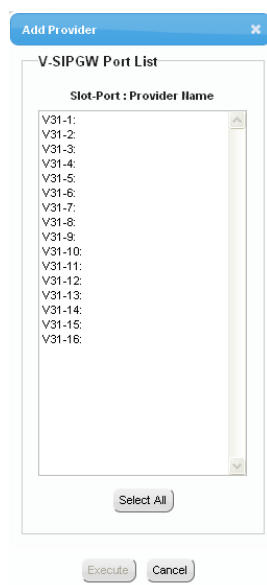 Add Provider
V-SIPGW Port List
Slot-Port : Provider Name
V31-1:
V31-2:
V31-3:
V31-4:
V31-5:
V31-6:
V31-7:
V31-8:
V31-9:
V31-10:
V31-11:
V31-12:
V31-13:
V31-14:
V31-15:
V31-16:
Select All
Execute Cancel